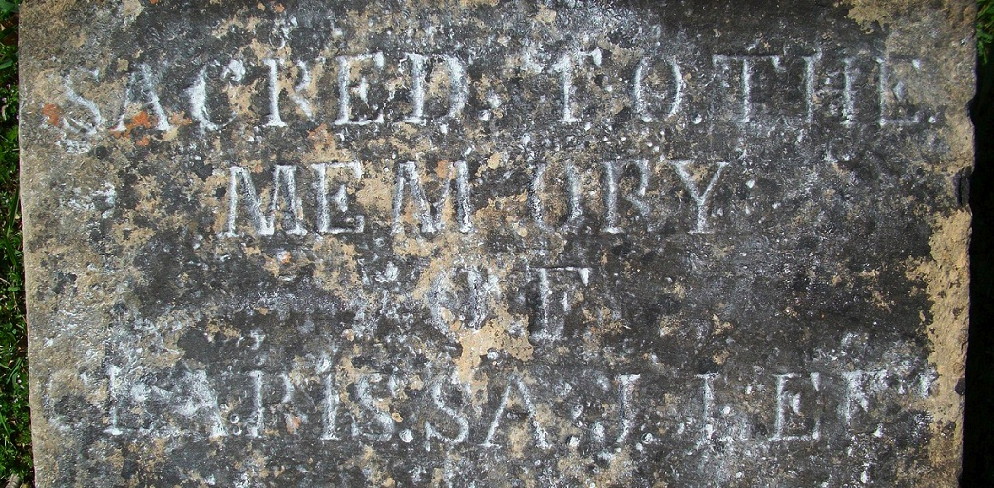 SACRED TO THE
MEMORY
OF
CLARISSA J. LEE